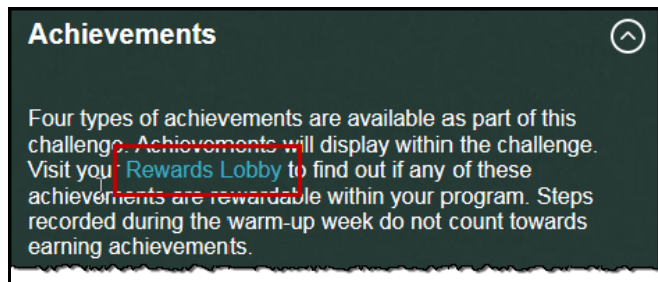 Achievements
Four types of achievements are available as part of this
challenge. Achievements will display within the challenge.
Visit your Rewards Lobby to find out if any of these
achievements are rewardable within your program. Steps
recorded during the warm-up week do not count towards
earning achievements.